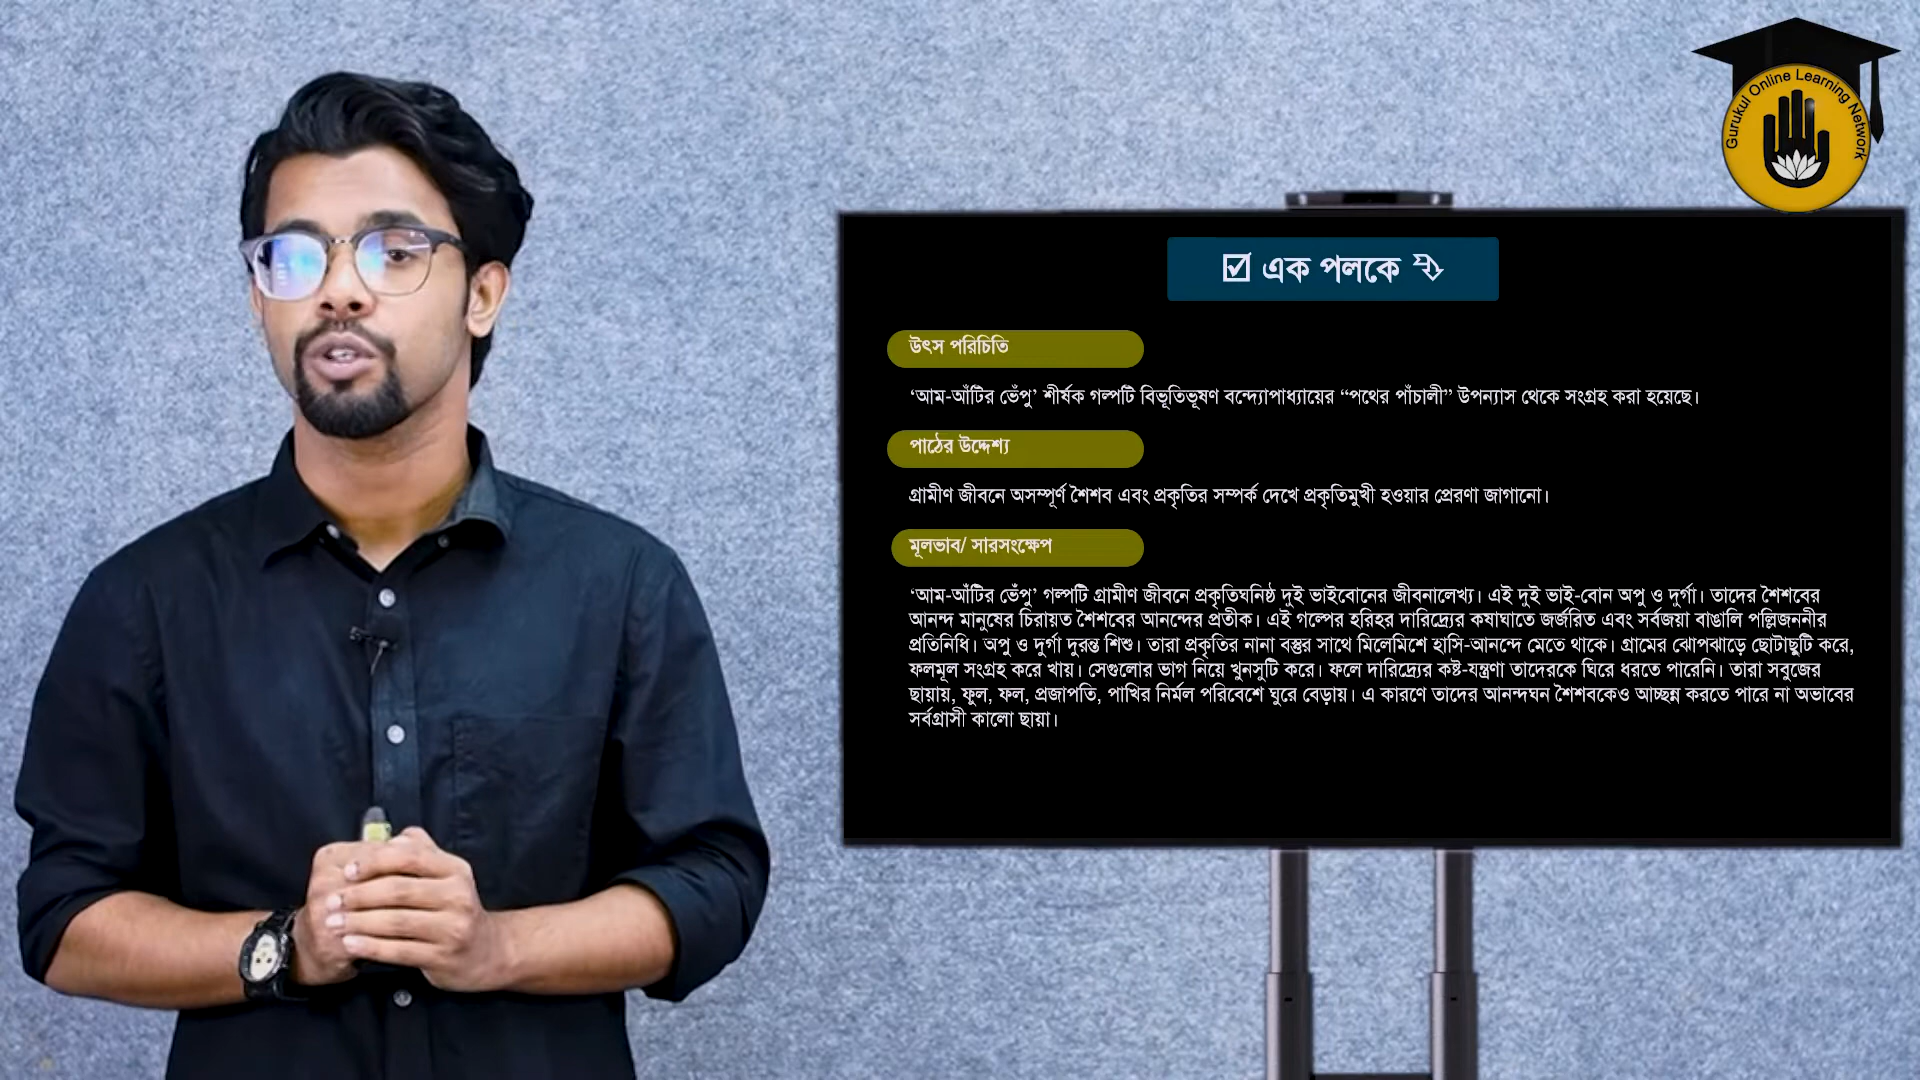 Gurukul Online Learning Network
☑ এক পলকে
উৎস পরিচিতি
‘আম-আঁটির ভেঁপু’ শীর্ষক গল্পটি বিভূতিভূষণ বন্দ্যোপাধ্যায়ের “পথের পাঁচালী” উপন্যাস থেকে সংগ্রহ করা হয়েছে।
পাঠের উদ্দেশ্য
গ্রামীণ জীবনে অসম্পূর্ণ শৈশব এবং প্রকৃতির সম্পর্ক দেখে প্রকৃতিমুখী হওয়ার প্রেরণা জাগানো।
মূলভাব/ সারসংক্ষেপ
‘আম-আঁটির ভেঁপু’ গল্পটি গ্রামীণ জীবনে প্রকৃতিঘনিষ্ঠ দুই ভাইবোনের জীবনালেখ্য। এই দুই ভাই-বোন অপু ও দুর্গা। তাদের শৈশবের
আনন্দ মানুষের চিরায়ত শৈশবের আনন্দের প্রতীক। এই গল্পের হরিহর দারিদ্র্যের কষাঘাতে জর্জরিত এবং সর্বজয়া বাঙালি পল্লিজননীর
প্রতিনিধি। অপু ও দুর্গা দুরন্ত শিশু। তারা প্রকৃতির নানা বস্তুর সাথে মিলেমিশে হাসি-আনন্দে মেতে থাকে। গ্রামের ঝোপঝাড়ে ছোটাছুটি করে,
ফলমূল সংগ্রহ করে খায়। সেগুলোর ভাগ নিয়ে খুনসুটি করে। ফলে দারিদ্র্যের কষ্ট-যন্ত্রণা তাদেরকে ঘিরে ধরতে পারেনি। তারা সবুজের
ছায়ায়, ফুল, ফল, প্রজাপতি, পাখির নির্মল পরিবেশে ঘুরে বেড়ায়। এ কারণে তাদের আনন্দঘন শৈশবকেও আচ্ছন্ন করতে পারে না অভাবের
সর্বগ্রাসী কালো ছায়া।